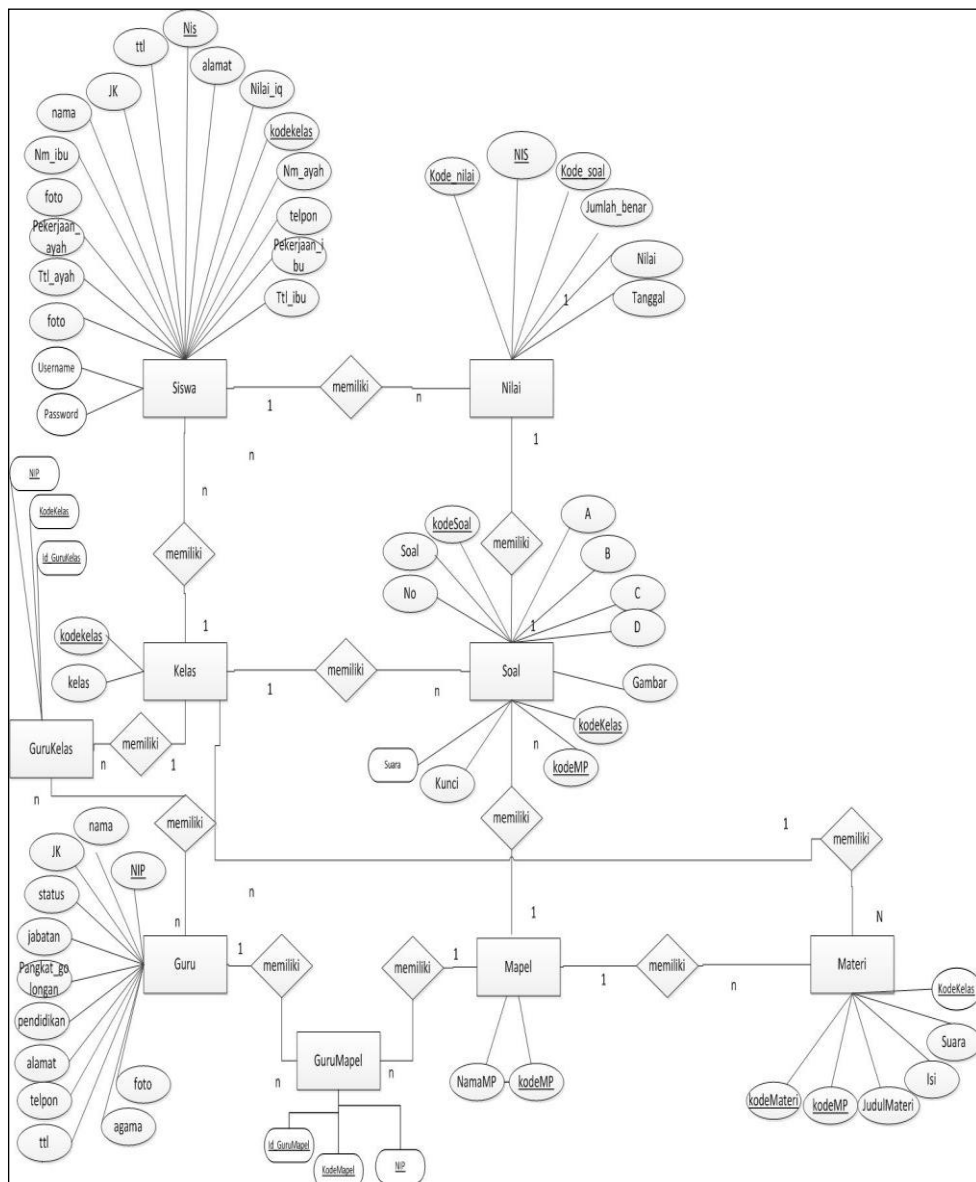 Nis
ttl
alamat
JK
Nilai_iq
nama
kodekelas
Nm_ibu
Nm_ayah
foto
telpon
Pekerjaan_
ayah
Pekerjaan_i
bu
Ttl_ayah
Ttl_ibu
foto
Username
Password
Siswa
1
memiliki
n
Nilai
NIS
Kode_nilai
Kode_soal
Jumlah_benar
Nilai
1
Tanggal
n
n
1
NIP
KodeKelas
Id_GuruKelas
memiliki
memiliki
kodeSoal
A
Soal
B
No
C
D
1
1
kodekelas
kelas
Kelas
1
memiliki
n
Soal
Gambar
kodeKelas
n
kodeMP
Suara
Kunci
GuruKelas
n
memiliki
1
n
memiliki
memiliki
1
memiliki
nama
JK
NIP
status
jabatan
Pangkat_go
longan
pendidikan
alamat
telpon
ttl
foto
agama
n
n
Guru
1
memiliki
memiliki
1
1
Mapel
1
memiliki
n
N
Materi
n
GuruMapel
n
Id_GuruMapel
KodeMapel
NIP
NamaMP
kodeMP
KodeKelas
Suara
Isi
kodeMateri
kodeMP
JudulMateri